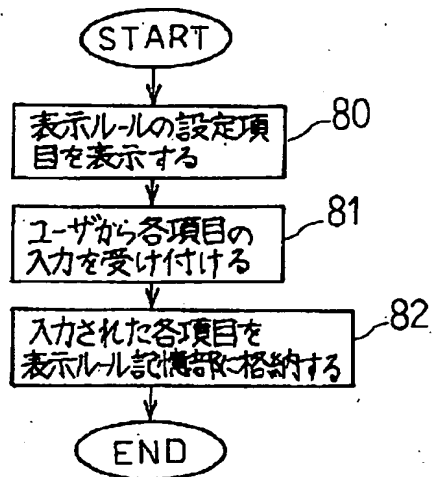 START
表示ルールの設定項
目を表示する
80
ユーザから各項目の
入力を受け付ける
81
入力された各項目を
表示ルール記憶部に格納する
82
END